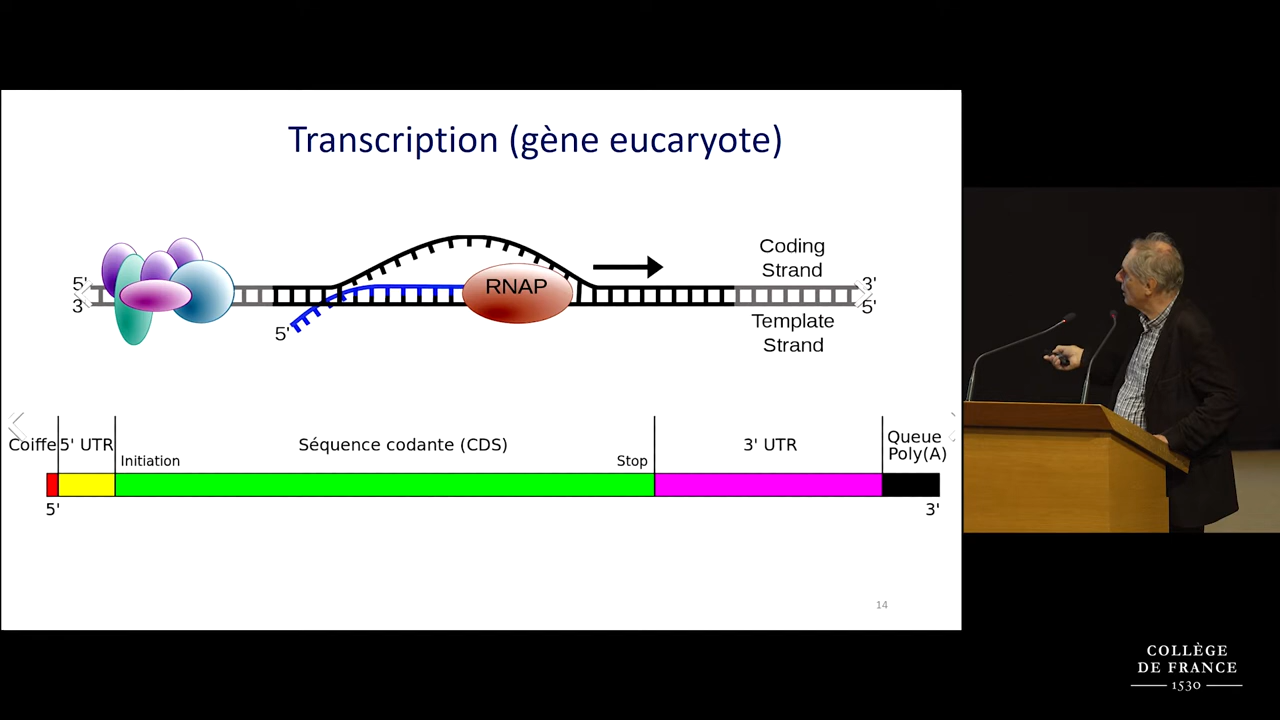 Transcription (gène eucaryote)
Coding
Strand
5'
3'
RNAP
3'
5'
5'
Template
Strand
Coiffe
5' UTR
Initiation
Séquence codante (CDS)
Stop
3' UTR
Queue
Poly(A)
5'
3'
14
COLLÈGE
DE FRANCE
1530